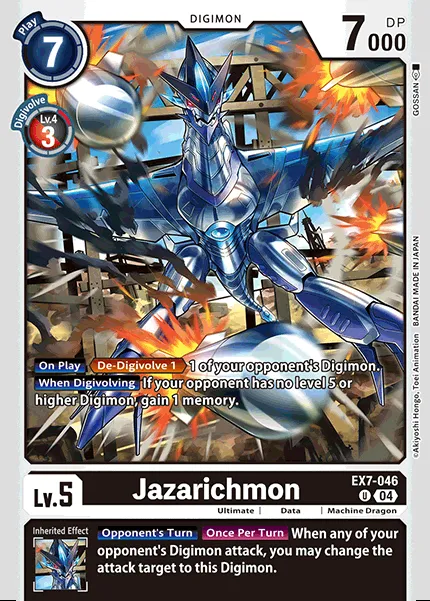 Play
7
DIGIMON
7000
DP
Digivolve
Lv.4
3
GOSSAN
On Play De-Digivolve 1 1 of your opponent's Digimon.
When Digivolving If your opponent has no level 5 or
higher Digimon, gain 1 memory.
©Akiyoshi Hongo, Toei Animation BANDAI MADE IN JAPAN
Lv.5
Jazarichmon
EX7-046
U 04
Ultimate | Data | Machine Dragon
Inherited Effect
Opponent's Turn Once Per Turn When any of your
opponent's Digimon attack, you may change the
attack target to this Digimon.